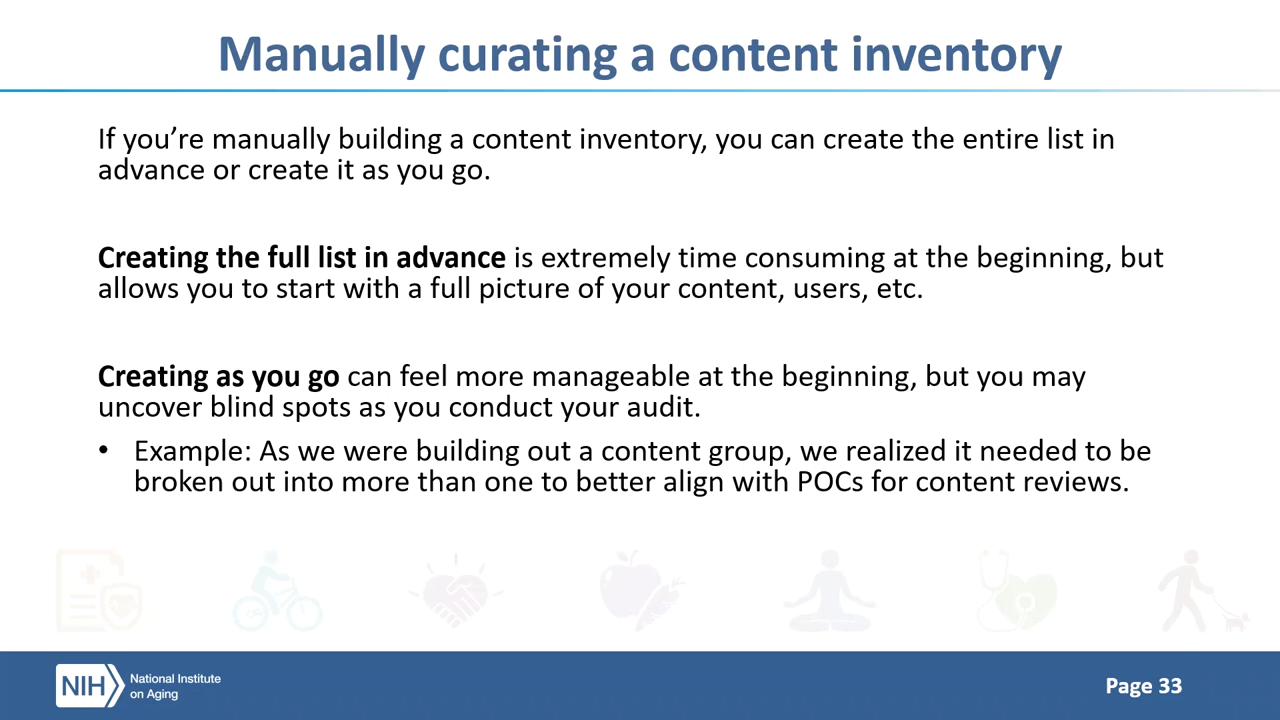 Manually curating a content inventory
If you’re manually building a content inventory, you can create the entire list in
advance or create it as you go.
Creating the full list in advance is extremely time consuming at the beginning, but
allows you to start with a full picture of your content, users, etc.
Creating as you go can feel more manageable at the beginning, but you may
uncover blind spots as you conduct your audit.
• Example: As we were building out a content group, we realized it needed to be
broken out into more than one to better align with POCs for content reviews.
NIH National Institute
on Aging
Page 33